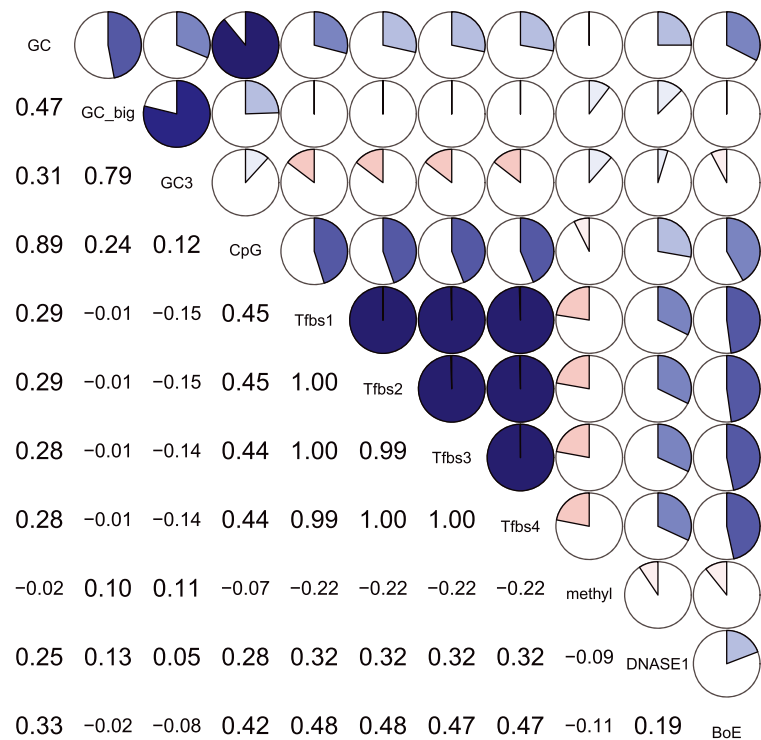 GC
0.47 GC_big
0.31 0.79 GC3
0.89 0.24 0.12 CpG
0.29 −0.01 −0.15 0.45 Tfbs1
0.29 −0.01 −0.15 0.45 1.00 Tfbs2
0.28 −0.01 −0.14 0.44 1.00 0.99 Tfbs3
0.28 −0.01 −0.14 0.44 0.99 1.00 1.00 Tfbs4
−0.02 0.10 0.11 −0.07 −0.22 −0.22 −0.22 −0.22 methyl
0.25 0.13 0.05 0.28 0.32 0.32 0.32 0.32 −0.09 DNASE1
0.33 −0.02 −0.08 0.42 0.48 0.48 0.47 0.47 −0.11 0.19 BoE